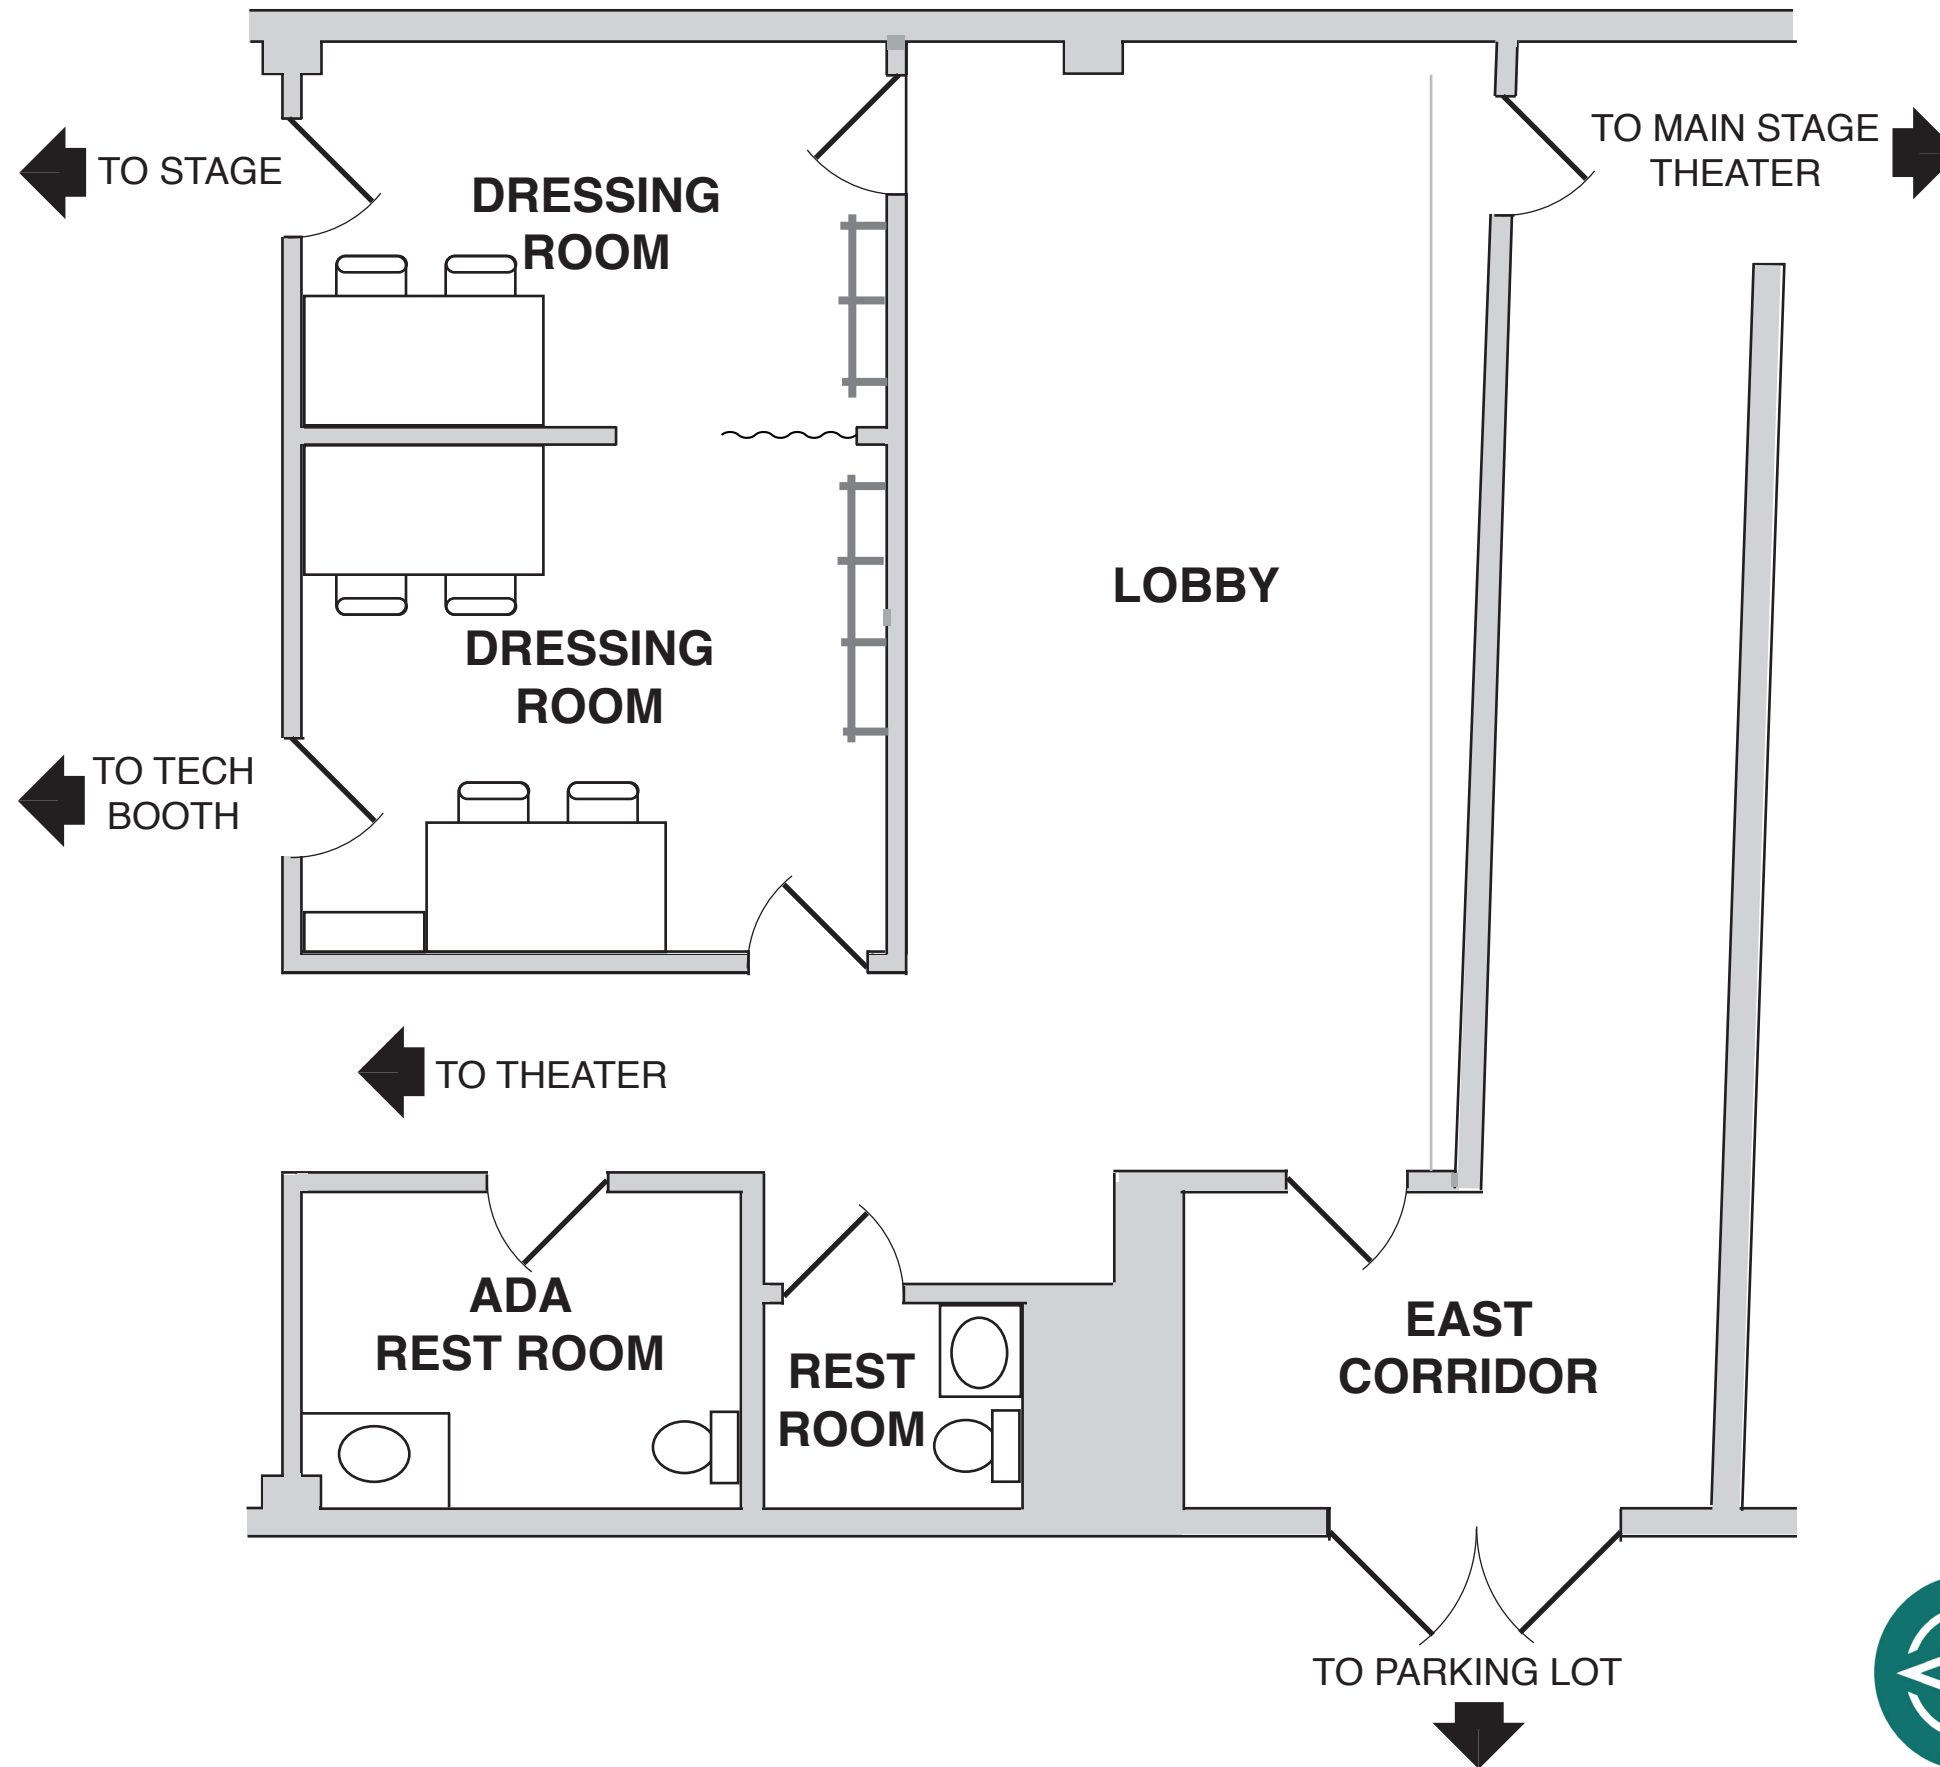 TO STAGE
DRESSING
ROOM
TO MAIN STAGE
THEATER
LOBBY
DRESSING
ROOM
TO TECH
BOOTH
TO THEATER
ADA
REST ROOM
REST
ROOM
EAST
CORRIDOR
TO PARKING LOT